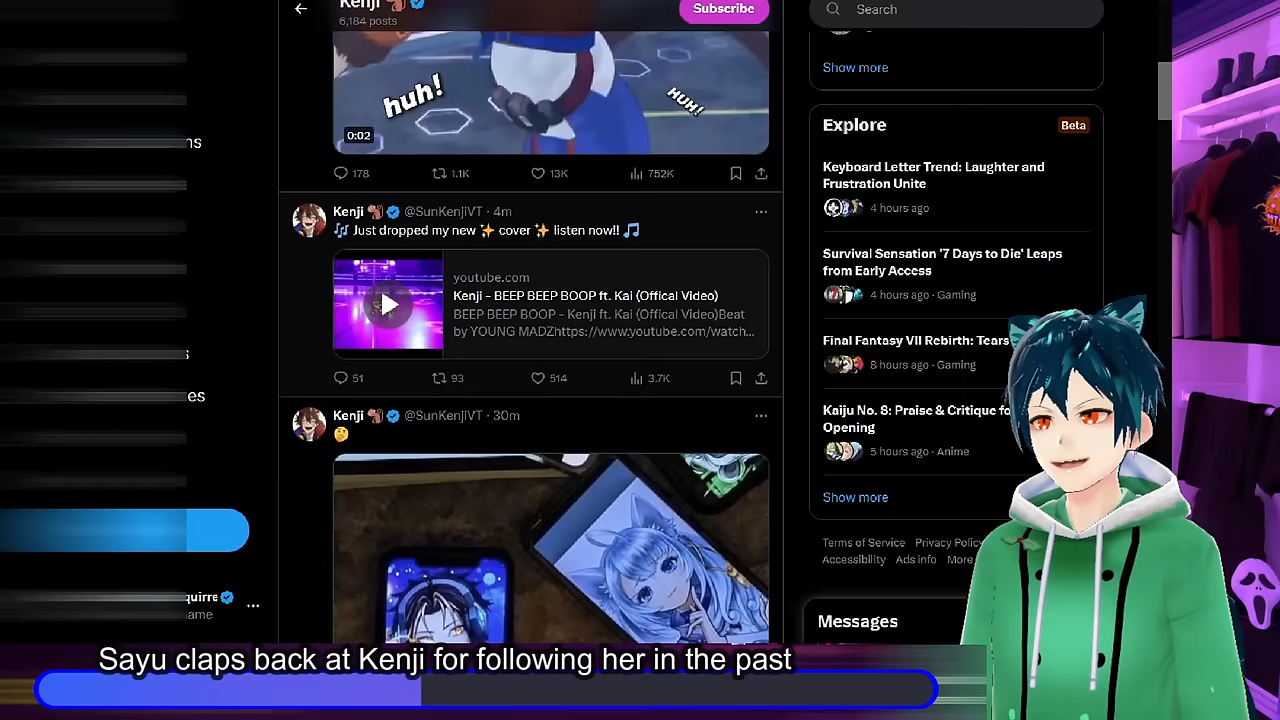 Kenji
6,184 posts
Subscribe
Search
huh!
HUH!
0:02
178
1.1K
13K
752K
Show more
Explore
Beta
Keyboard Letter Trend: Laughter and
Frustration Unite
4 hours ago
Survival Sensation '7 Days to Die' Leaps
from Early Access
4 hours ago · Gaming
Final Fantasy VII Rebirth: Tears
8 hours ago · Gaming
Kaiju No. 8: Praise & Critique fo
Opening
5 hours ago · Anime
Show more
Terms of Service Privacy Policy
Accessibility Ads info More
Messages
Kenji @SunKenjiVT · 4m
🎶 Just dropped my new ✨ cover ✨ listen now!! 🎵
youtube.com
Kenji - BEEP BEEP BOOP ft. Kai (Offical Video)
BEEP BEEP BOOP - Kenji ft. Kai (Offical Video)Beat
by YOUNG MADZhttps://www.youtube.com/watch...
51
93
514
3.7K
Kenji @SunKenjiVT · 30m
🤔
ns
s
es
quirre
ame
Sayu claps back at Kenji for following her in the past